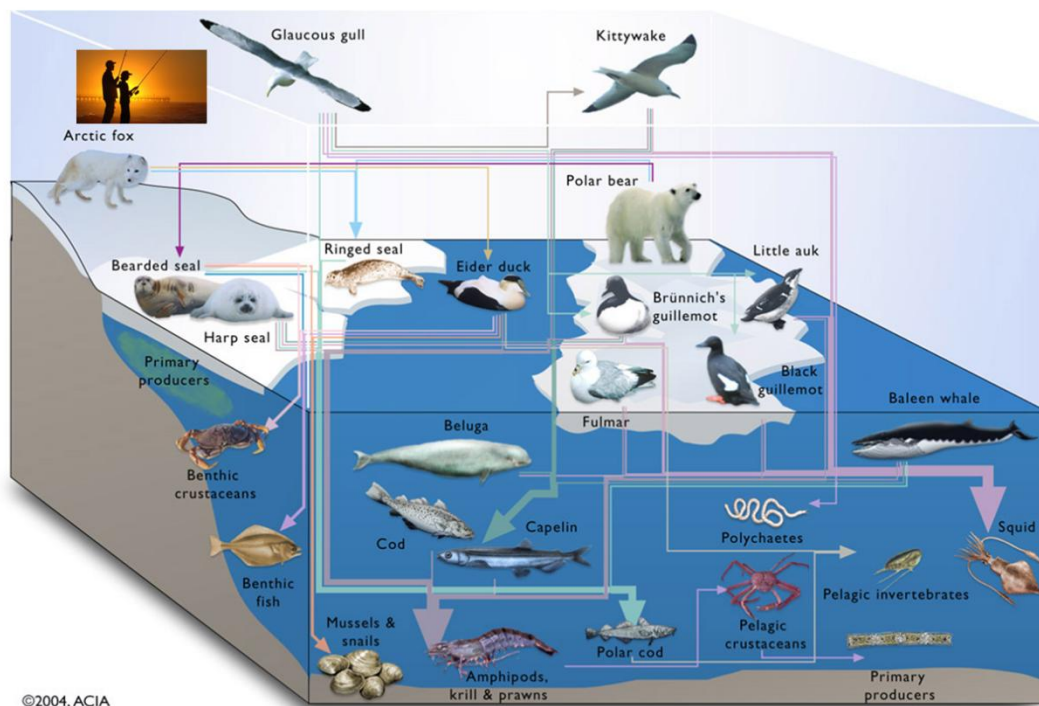 Glaucous gull
Kittywake
Arctic fox
Polar bear
Ringed seal
Little auk
Bearded seal
Eider duck
Brünnich's
guillemot
Harp seal
Primary
producers
Black
guillemot
Fulmar
Baleen whale
Beluga
Benthic
crustaceans
Capelin
Cod
Polychaetes
Squid
Benthic
fish
Pelagic invertebrates
Mussels &
snails
Pelagic
crustaceans
Polar cod
Amphipods,
krill & prawns
Primary
producers
©2004, ACIA